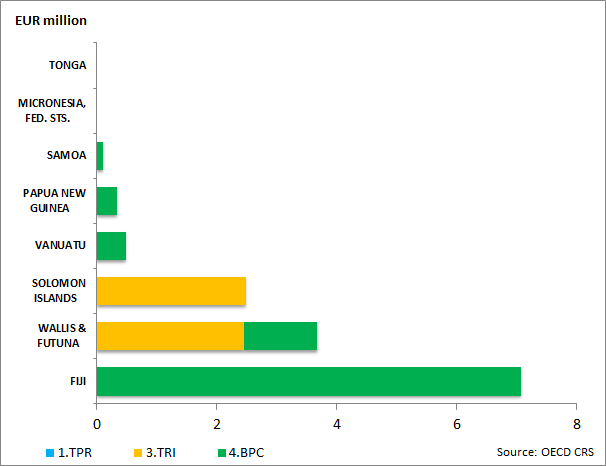 EUR million
TONGA
MICRONESIA,
FED. STS.
SAMOA
PAPUA NEW
GUINEA
VANUATU
SOLOMON
ISLANDS
WALLIS &
FUTUNA
FIJI
0 2 4 6 8
1.TPR 3.TRI 4.BPC Source: OECD CRS